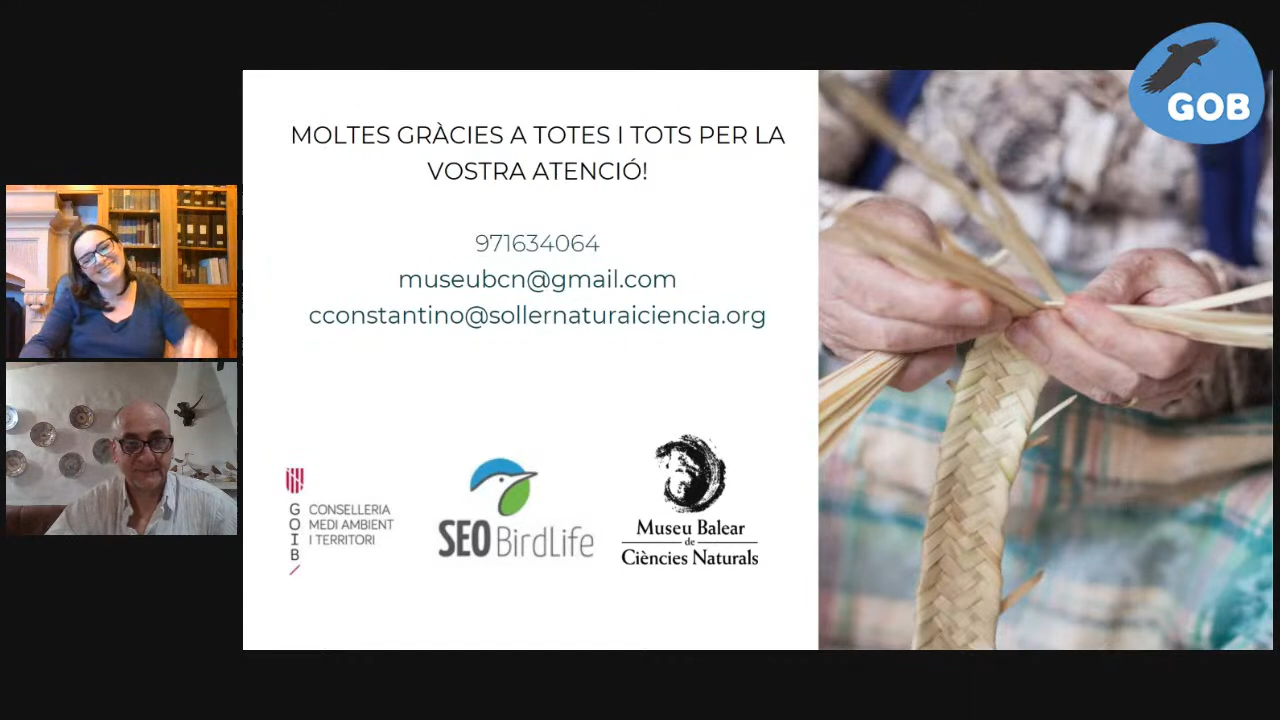 GOB
MOLTES GRÀCIES A TOTES I TOTS PER LA
VOSTRA ATENCIÓ!
971634064
museubcn@gmail.com
cconstantino@sollernaturaiciencia.org
GOIB/
CONSELLERIA
MEDI AMBIENT
I TERRITORI
SEO BirdLife
Museu Balear
de
Ciències Naturals